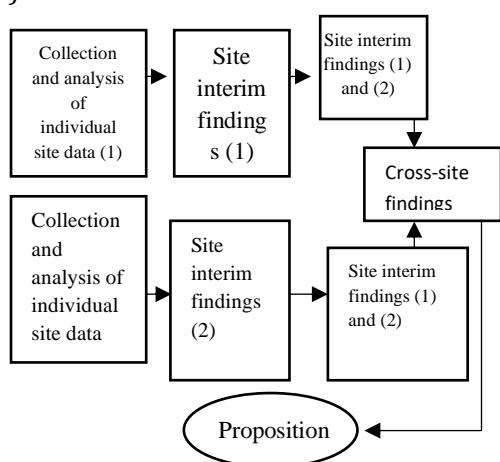 Collection
and analysis
of
individual
site data (1)
Site
interim
finding
s (1)
Site interim
findings (1)
and (2)
Cross-site
findings
Collection
and
analysis of
individual
site data
Site
interim
findings
(2)
Site interim
findings (1)
and (2)
Proposition